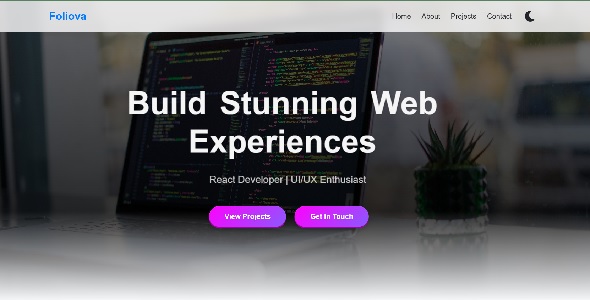 Foliova
Home About Projects Contact
Build Stunning Web
Experiences
React Developer | UI/UX Enthusiast
View Projects Get In Touch